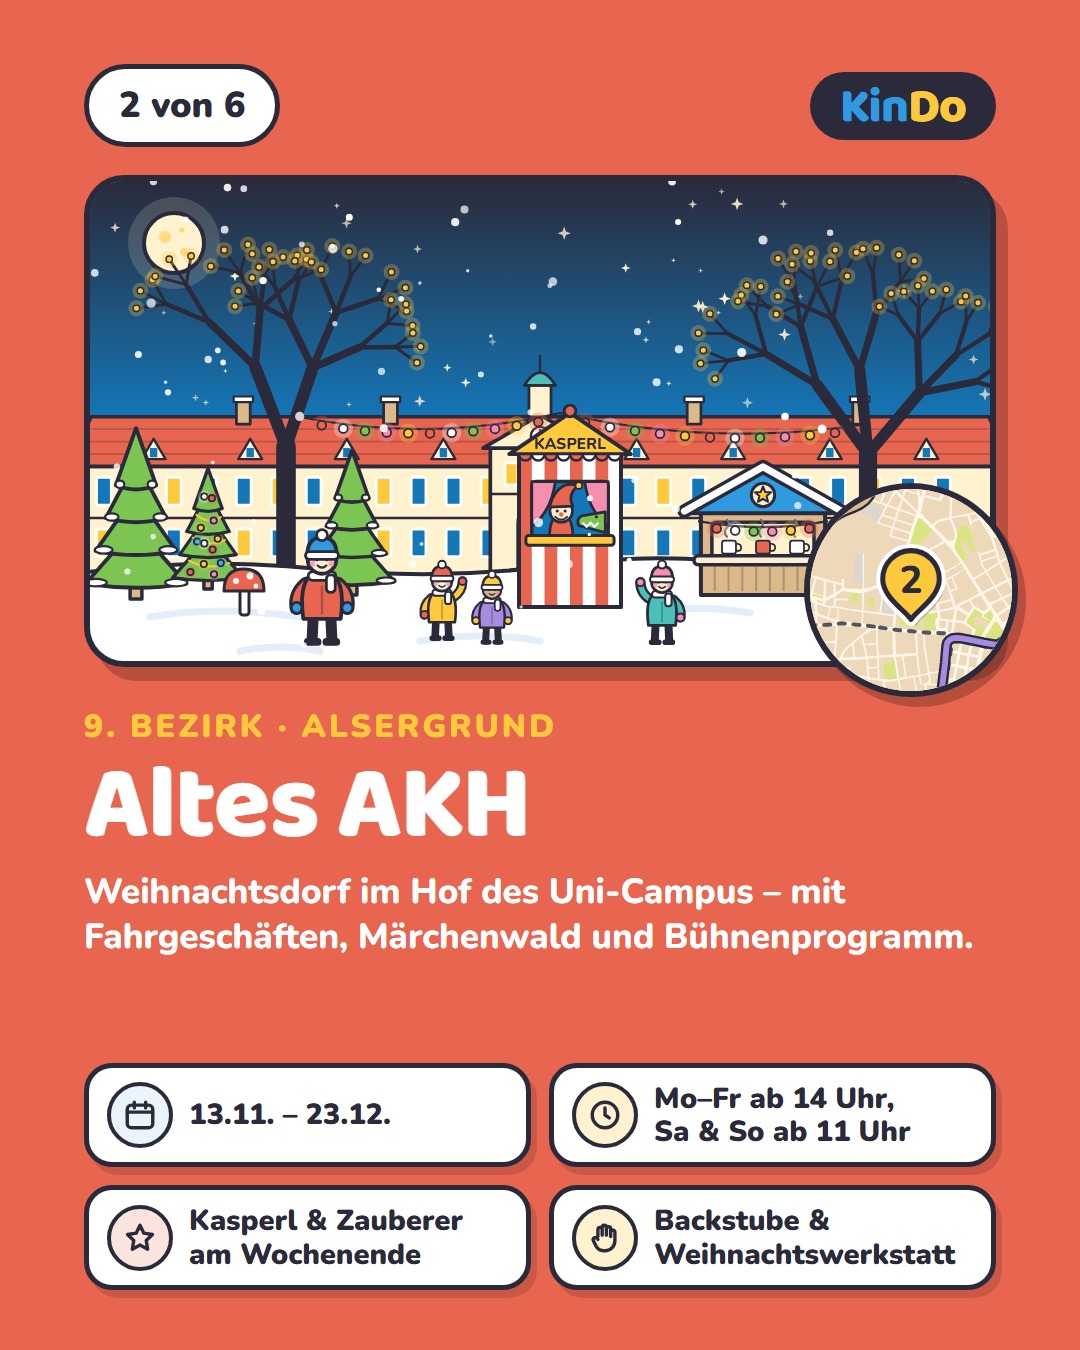 2 von 6
KinDo
KASPERL
2
9. BEZIRK · ALSERGRUND
Altes AKH
Weihnachtsdorf im Hof des Uni-Campus – mit
Fahrgeschäften, Märchenwald und Bühnenprogramm.
13.11. – 23.12.
Mo–Fr ab 14 Uhr,
Sa & So ab 11 Uhr
Kasperl & Zauberer
am Wochenende
Backstube &
Weihnachtswerkstatt